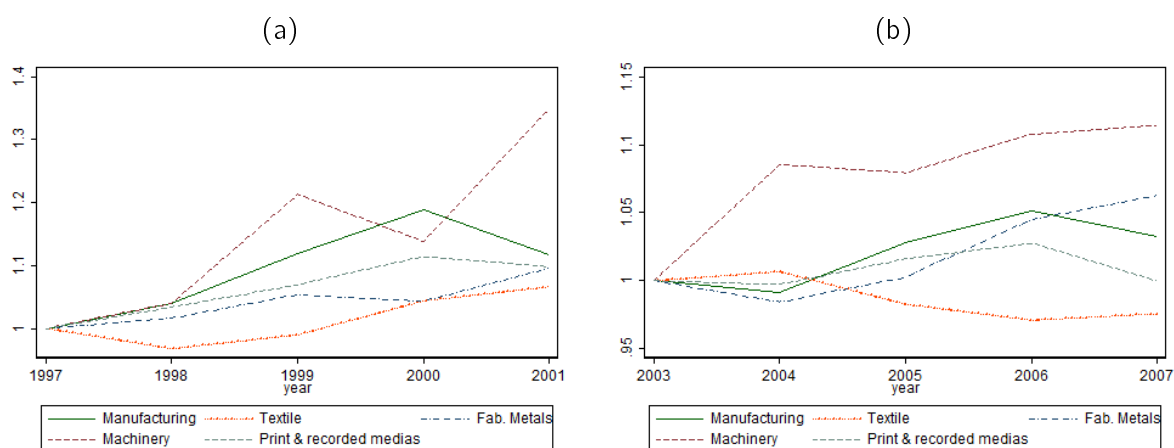 (a)
1.4
1.3
1.2
1.1
1
1997 1998 1999 2000 2001
year
Manufacturing Textile Fab. Metals
Machinery Print & recorded medias
(b)
1.15
1.1
1.05
1
.95
2003 2004 2005 2006 2007
year
Manufacturing Textile Fab. Metals
Machinery Print & recorded medias